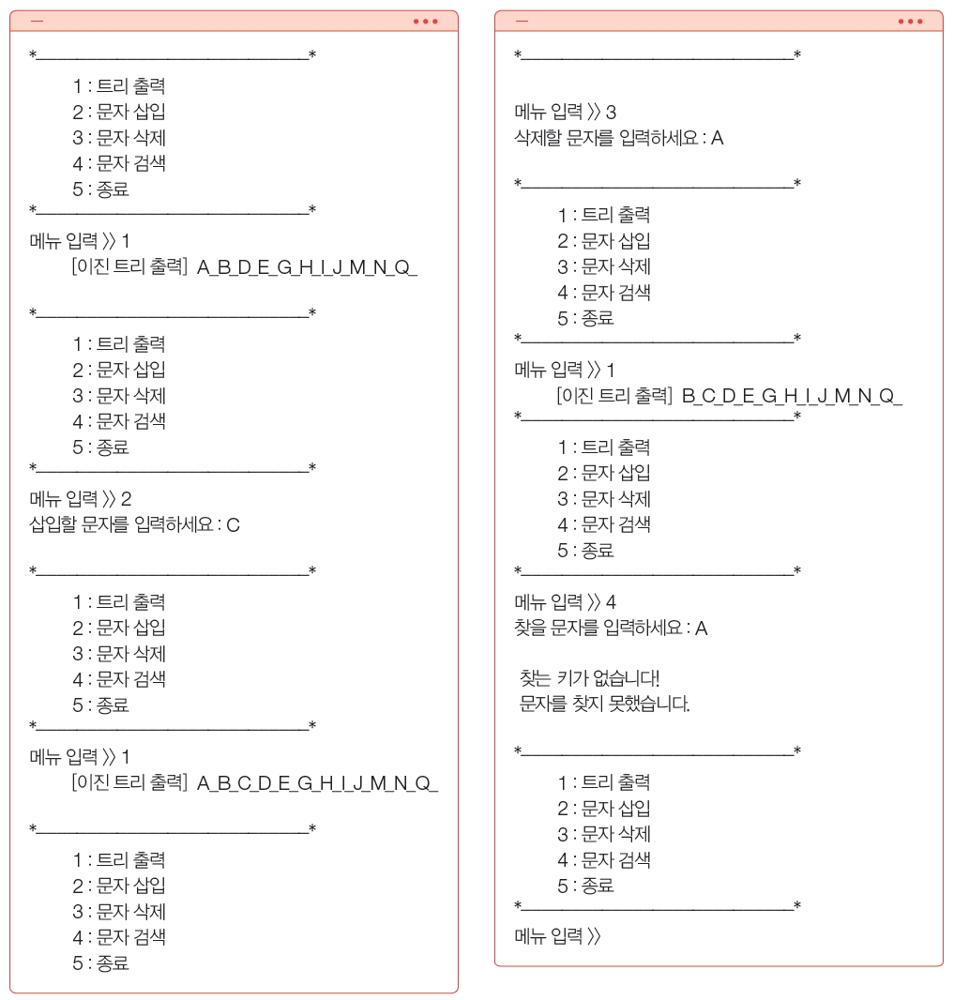 *______________________________*
1 : 트리 출력
2 : 문자 삽입
3 : 문자 삭제
4 : 문자 검색
5 : 종료
*______________________________*
메뉴 입력 》 1
[이진 트리 출력] A_B_D_E_G_H_I_J_M_N_Q_
*______________________________*
1 : 트리 출력
2 : 문자 삽입
3 : 문자 삭제
4 : 문자 검색
5 : 종료
*______________________________*
메뉴 입력 》 2
삽입할 문자를 입력하세요 : C
*______________________________*
1 : 트리 출력
2 : 문자 삽입
3 : 문자 삭제
4 : 문자 검색
5 : 종료
*______________________________*
메뉴 입력 》 1
[이진 트리 출력] A_B_C_D_E_G_H_I_J_M_N_Q_
*______________________________*
1 : 트리 출력
2 : 문자 삽입
3 : 문자 삭제
4 : 문자 검색
5 : 종료
*______________________________*
메뉴 입력 》 3
삭제할 문자를 입력하세요 : A
*______________________________*
1 : 트리 출력
2 : 문자 삽입
3 : 문자 삭제
4 : 문자 검색
5 : 종료
*______________________________*
메뉴 입력 》 1
[이진 트리 출력] B_C_D_E_G_H_I_J_M_N_Q_
*______________________________*
1 : 트리 출력
2 : 문자 삽입
3 : 문자 삭제
4 : 문자 검색
5 : 종료
*______________________________*
메뉴 입력 》 4
찾을 문자를 입력하세요 : A
찾는 키가 없습니다!
문자를 찾지 못했습니다.
*______________________________*
1 : 트리 출력
2 : 문자 삽입
3 : 문자 삭제
4 : 문자 검색
5 : 종료
*______________________________*
메뉴 입력 》